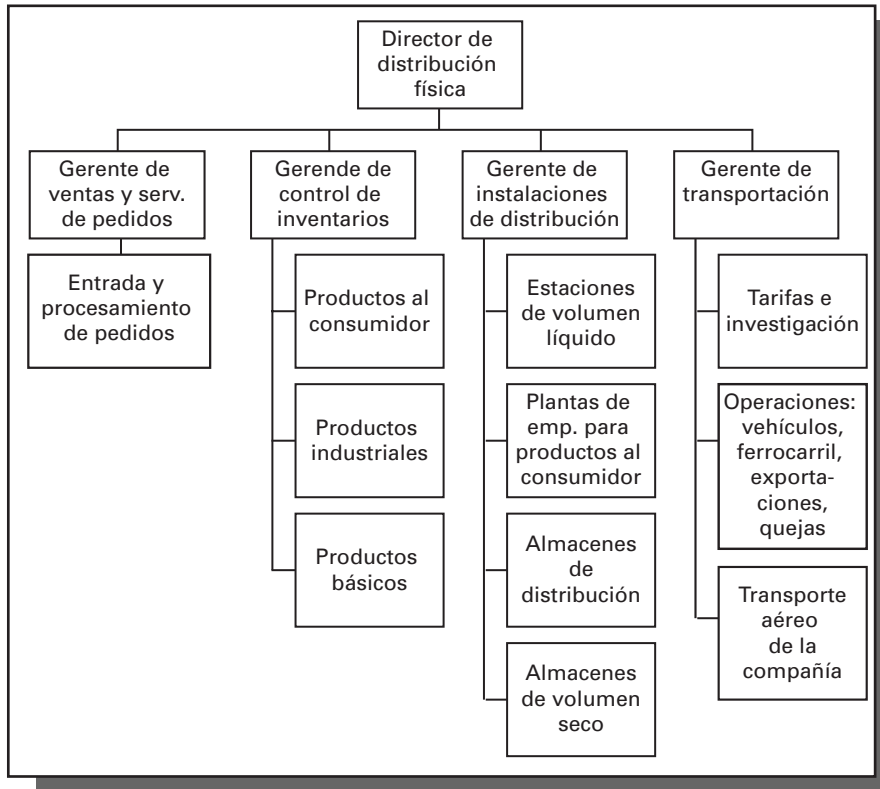 Director de
distribución
física
Gerente de
ventas y serv.
de pedidos
Gerende de
control de
inventarios
Gerente de
instalaciones
de distribución
Gerente de
transportación
Entrada y
procesamiento
de pedidos
Productos al
consumidor
Productos
industriales
Productos
básicos
Estaciones
de volumen
líquido
Plantas de
emp. para
productos al
consumidor
Almacenes
de
distribución
Almacenes
de volumen
seco
Tarifas e
investigación
Operaciones:
vehículos,
ferrocarril,
exporta-
ciones,
quejas
Transporte
aéreo
de la
compañía